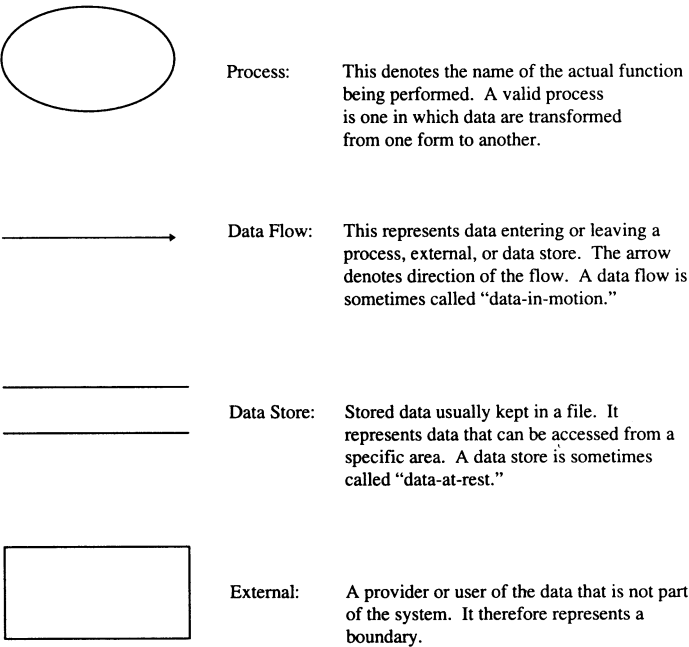 Process: This denotes the name of the actual function
being performed. A valid process
is one in which data are transformed
from one form to another.
Data Flow: This represents data entering or leaving a
process, external, or data store. The arrow
denotes direction of the flow. A data flow is
sometimes called “data-in-motion.”
Data Store: Stored data usually kept in a file. It
represents data that can be accessed from a
specific area. A data store is sometimes
called “data-at-rest.”
External: A provider or user of the data that is not part
of the system. It therefore represents a
boundary.